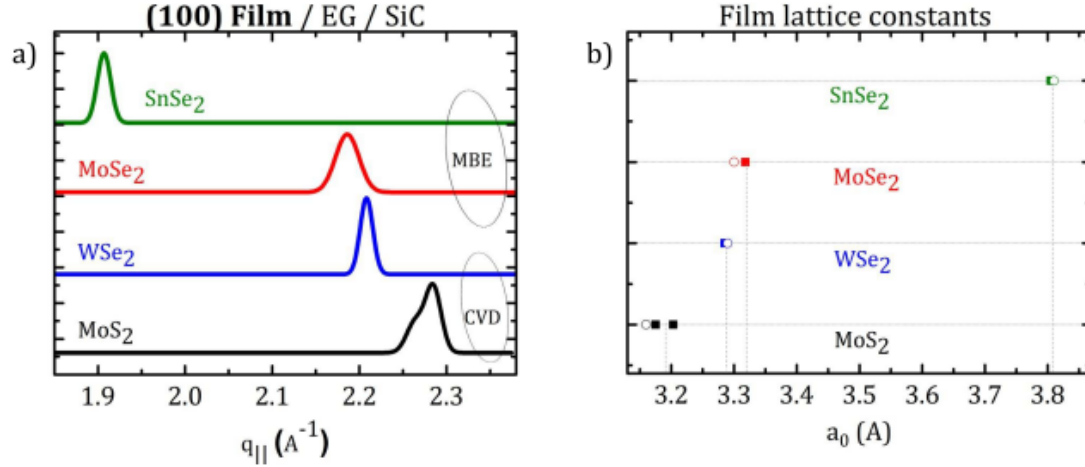 (100) Film / EG / SiC
a)
SnSe2
MoSe2
MBE
WSe2
MoS2
CVD
1.9 2.0 2.1 2.2 2.3
q|| (A-1)
Film lattice constants
b)
SnSe2
MoSe2
WSe2
MoS2
3.2 3.3 3.4 3.5 3.6 3.7 3.8
a0 (A)